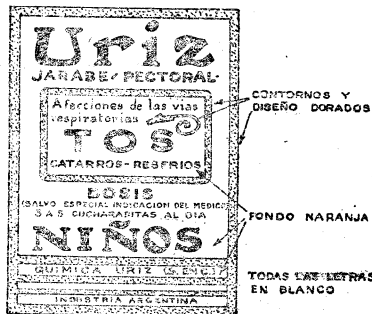 Uriz
JARABE PECTORAL
Afecciones de las vias
respiratorias
TOS
CATARROS-RESFRIOS
DOSIS
(SALVO ESPECIAL INDICACION DEL MEDICO)
3 A 5 CUCHARADITAS AL DIA
NIÑOS
QUIMICA URIZ (S. EN C.)
INDUSTRIA ARGENTINA
CONTORNOS Y
DISEÑO DORADOS
FONDO NARANJA
TODAS LAS LETRAS
EN BLANCO